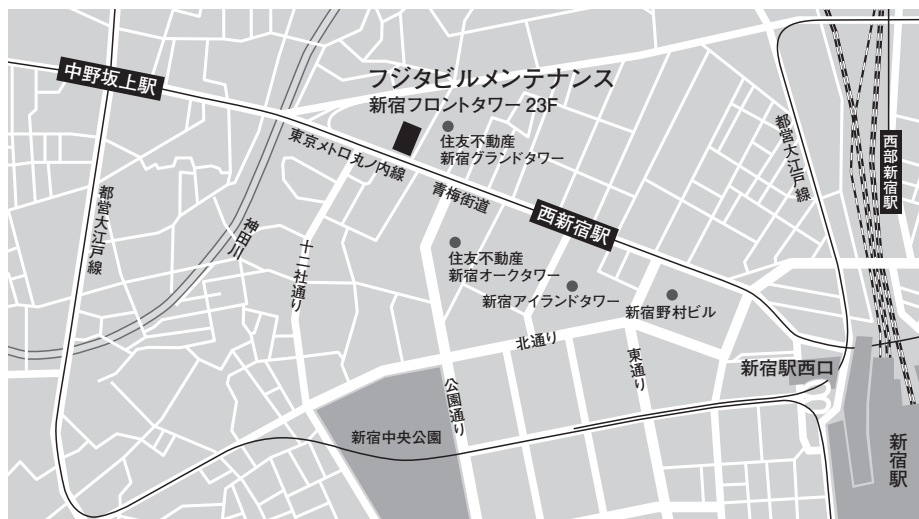 中野坂上駅
フジタビルメンテナンス
新宿フロントタワー 23F
住友不動産
新宿グランドタワー
東京メトロ丸ノ内線
青梅街道
西新宿駅
都営大江戸線
西部新宿駅
都営大江戸線
神田川
十二社通り
住友不動産
新宿オークタワー
新宿アイランドタワー
新宿野村ビル
北通り
東通り
公園通り
新宿駅西口
新宿中央公園
新宿駅